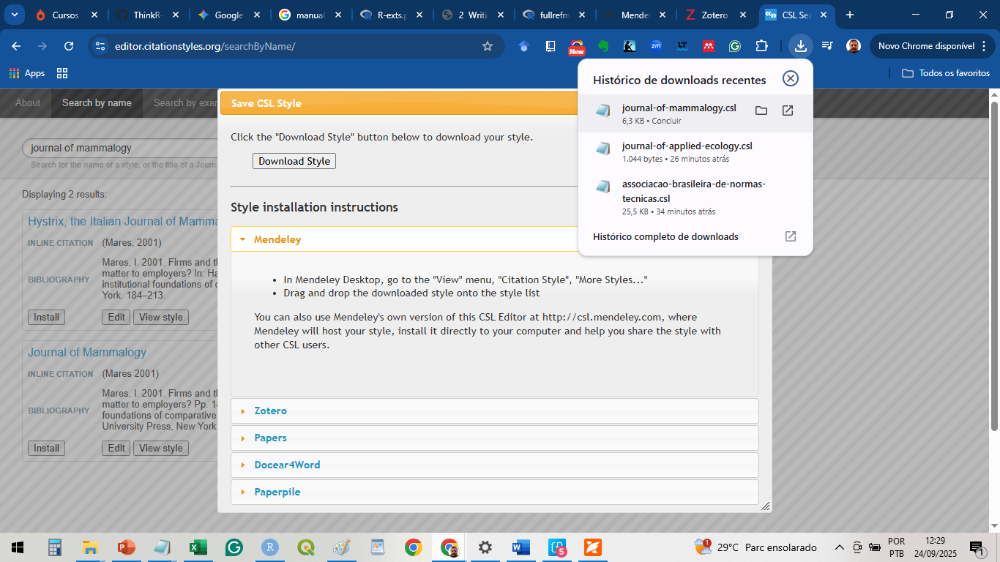 Cursos
ThinkR-
Google
manual
R-exts.p
2 Writi
fullrefm
Mendel
Zotero
CSL Sea
editor.citationstyles.org/searchByName/
New
zm
LT
Novo Chrome disponível
Apps
Todos os favoritos
About
Search by name
Search by exa
journal of mammalogy
Search for the name of a style, or the title of a Journa
Displaying 2 results:
Hystrix, the Italian Journal of Mamma
INLINE CITATION
(Mares, 2001)
BIBLIOGRAPHY
Mares, I. 2001. Firms and th
matter to employers? In: Ha
institutional foundations of c
York. 184–213.
Install
Edit
View style
Journal of Mammalogy
INLINE CITATION
(Mares 2001)
BIBLIOGRAPHY
Mares, I. 2001. Firms and th
matter to employers? Pp. 18
foundations of comparative
University Press, New York
Install
Edit
View style
Save CSL Style
Click the "Download Style" button below to download your style.
Download Style
Style installation instructions
Mendeley
• In Mendeley Desktop, go to the "View" menu, "Citation Style", "More Styles..."
• Drag and drop the downloaded style onto the style list
You can also use Mendeley's own version of this CSL Editor at http://csl.mendeley.com, where
Mendeley will host your style, install it directly to your computer and help you share the style with
other CSL users.
Zotero
Papers
Docear4Word
Paperpile
Histórico de downloads recentes
journal-of-mammalogy.csl
6,3 KB • Concluir
journal-of-applied-ecology.csl
1.044 bytes • 26 minutos atrás
associacao-brasileira-de-normas-
tecnicas.csl
25,5 KB • 34 minutos atrás
Histórico completo de downloads
29°C Parc ensolarado
POR
PTB
12:29
24/09/2025